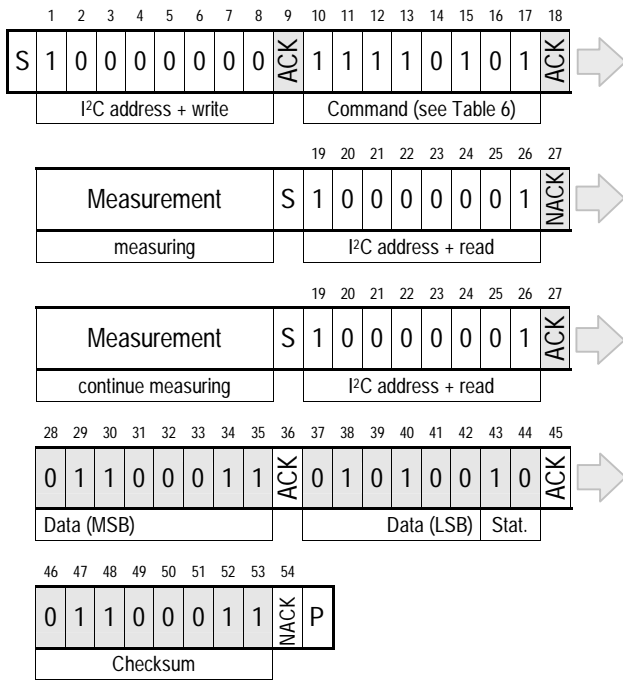 1 2 3 4 5 6 7 8 9 10 11 12 13 14 15 16 17 18
S 1 0 0 0 0 0 0 0 ACK 1 1 1 1 0 1 0 1 ACK
I²C address + write Command (see Table 6)
19 20 21 22 23 24 25 26 27
Measurement S 1 0 0 0 0 0 0 1 NACK
measuring I²C address + read
19 20 21 22 23 24 25 26 27
Measurement S 1 0 0 0 0 0 0 1 ACK
continue measuring I²C address + read
28 29 30 31 32 33 34 35 36 37 38 39 40 41 42 43 44 45
0 1 1 0 0 0 1 1 ACK 0 1 0 1 0 0 1 0 ACK
Data (MSB) Data (LSB) Stat.
46 47 48 49 50 51 52 53 54
0 1 1 0 0 0 1 1 NACK P
Checksum